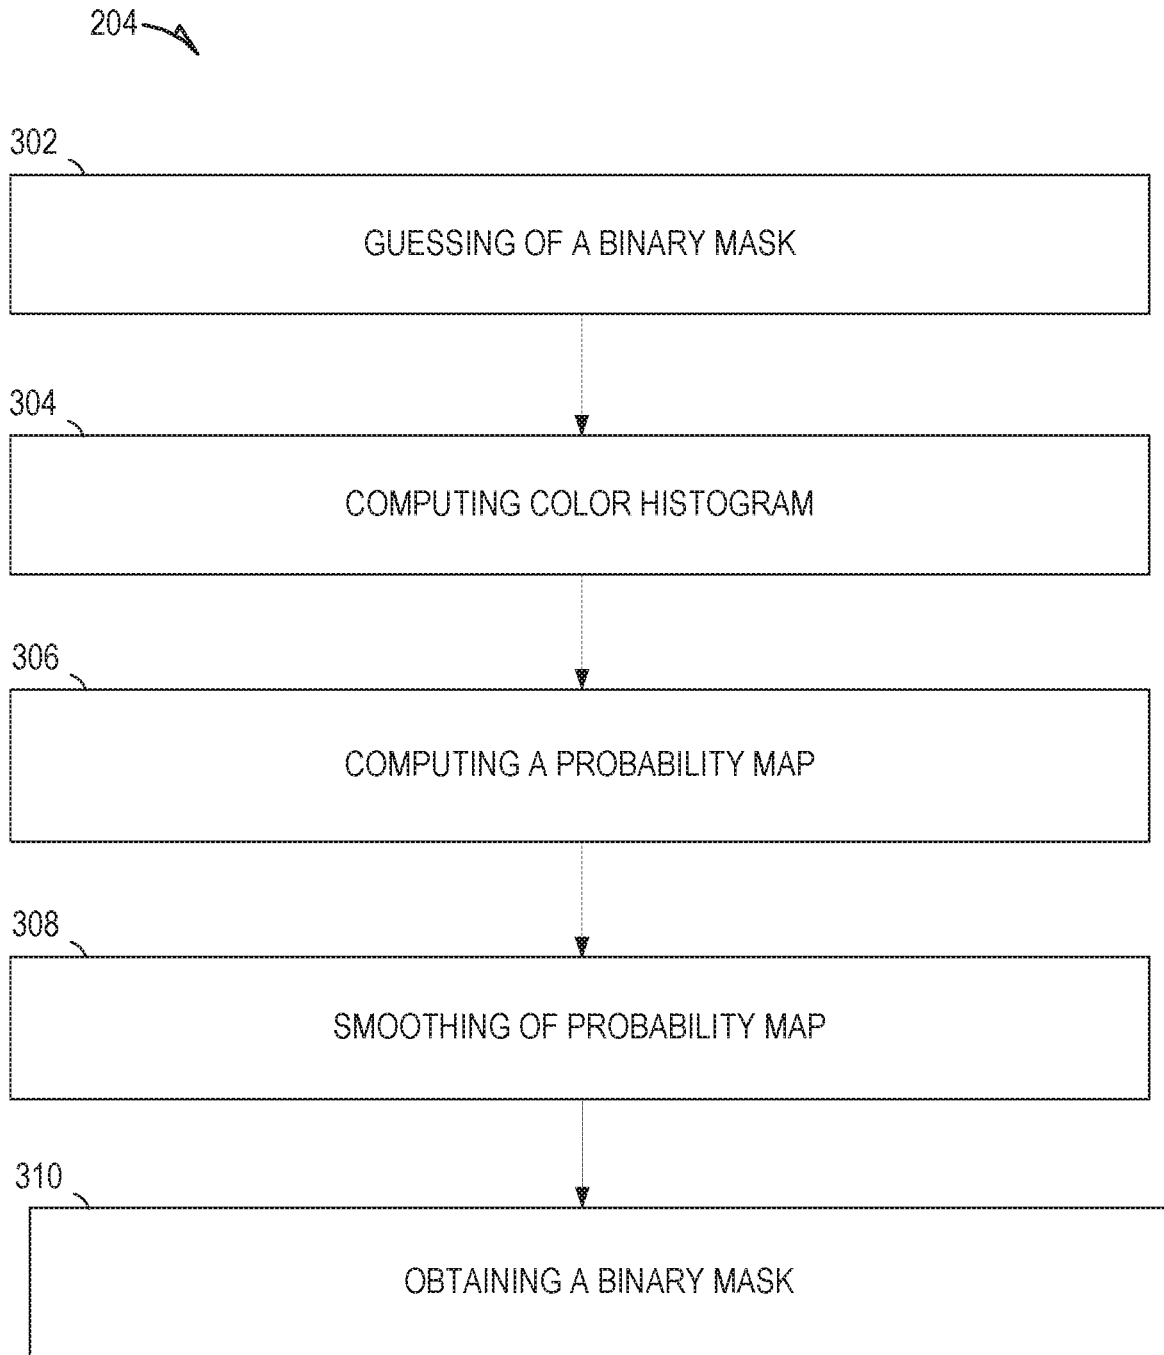 204
302
GUESSING OF A BINARY MASK
304
COMPUTING COLOR HISTOGRAM
306
COMPUTING A PROBABILITY MAP
308
SMOOTHING OF PROBABILITY MAP
310
OBTAINING A BINARY MASK